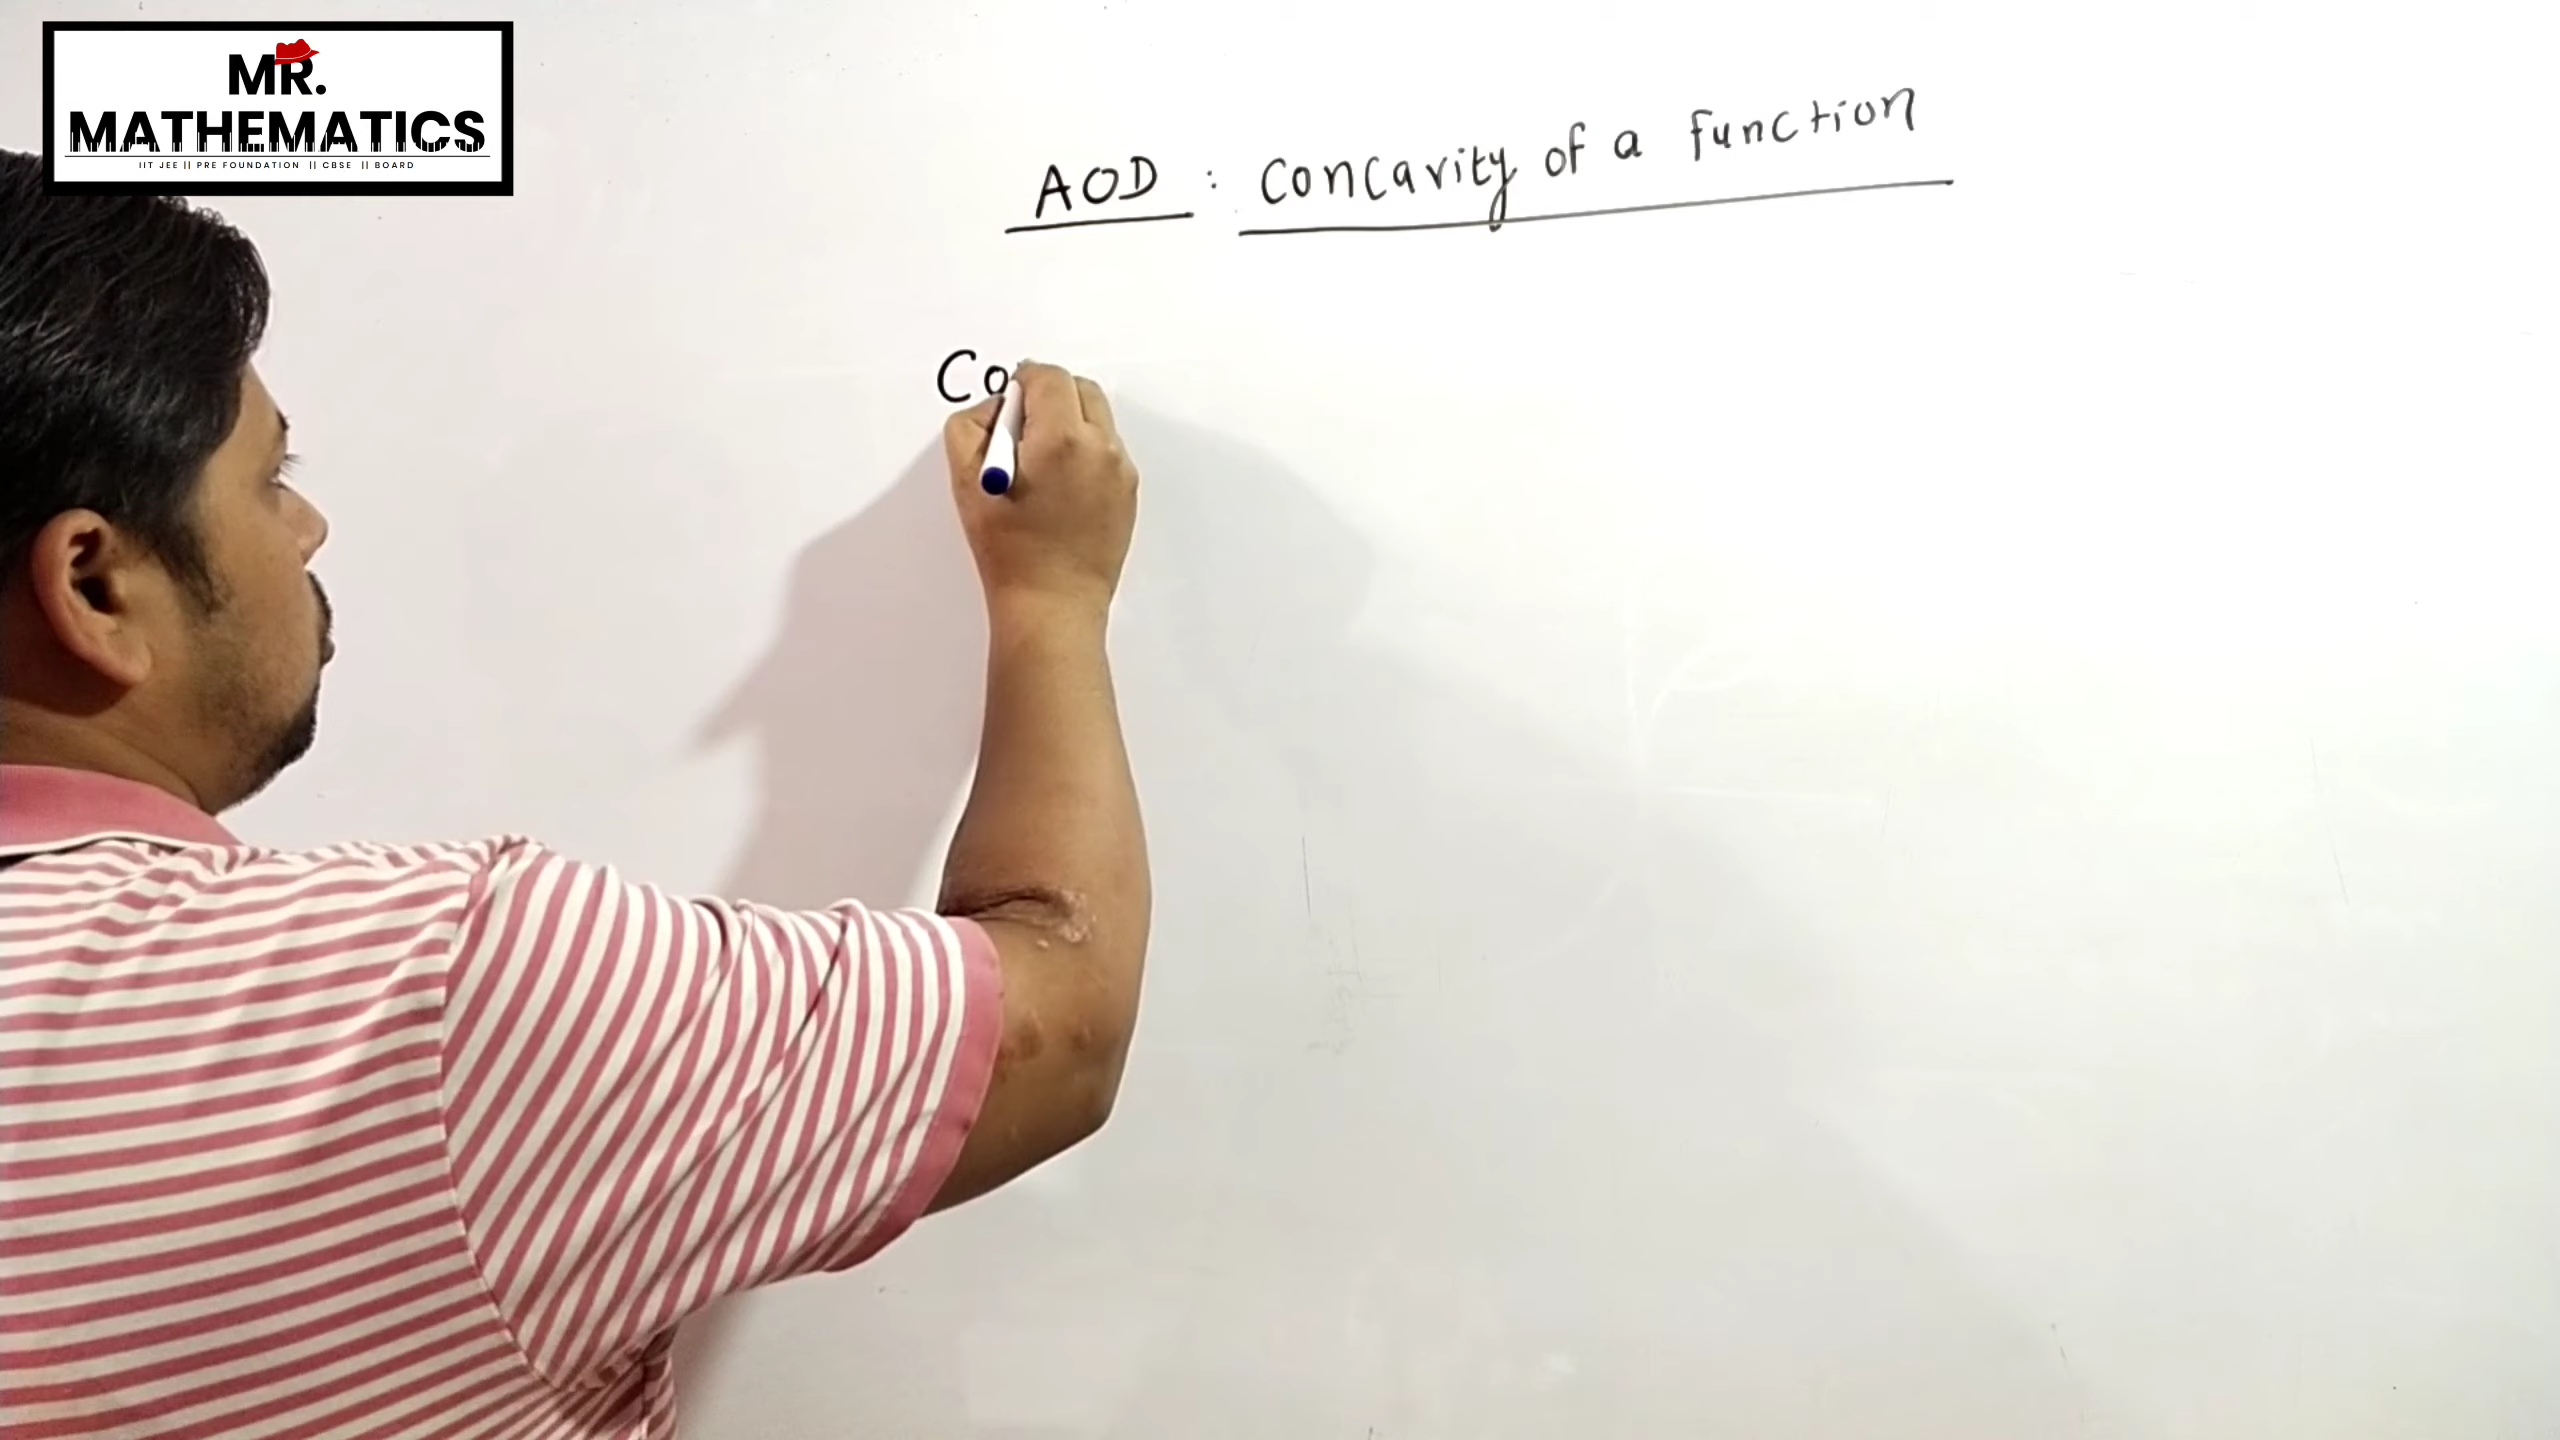 MR.
MATHEMATICS
IIT JEE || PRE FOUNDATION || CBSE || BOARD
AOD : Concavity of a function
Co